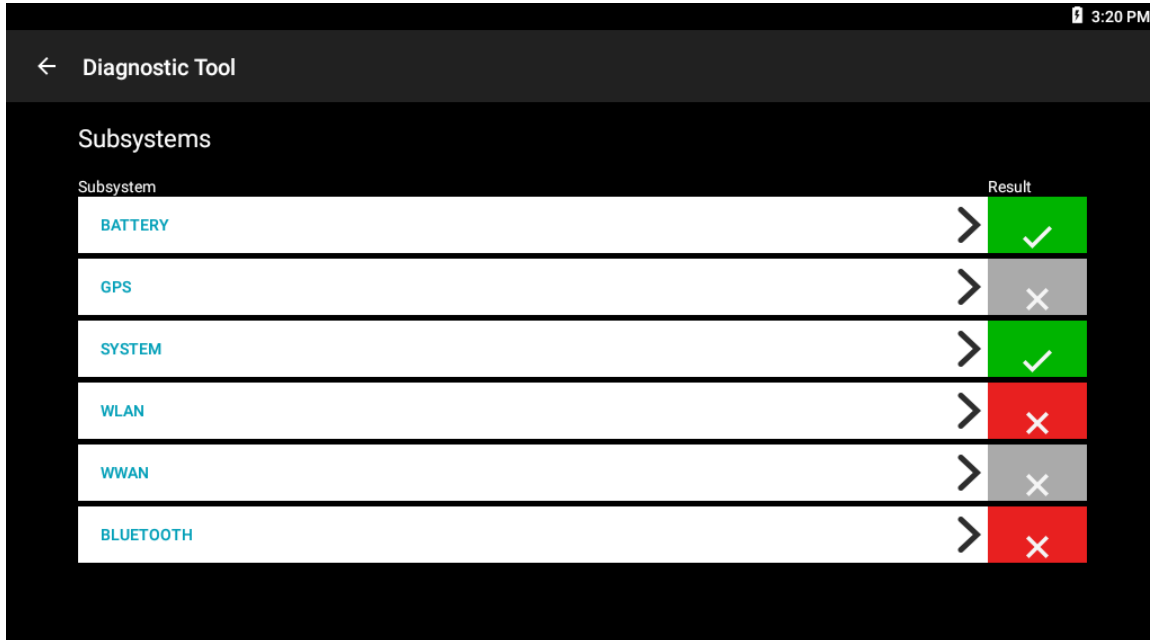 3:20 PM
Diagnostic Tool
Subsystems
Subsystem Result
BATTERY
GPS
SYSTEM
WLAN
WWAN
BLUETOOTH